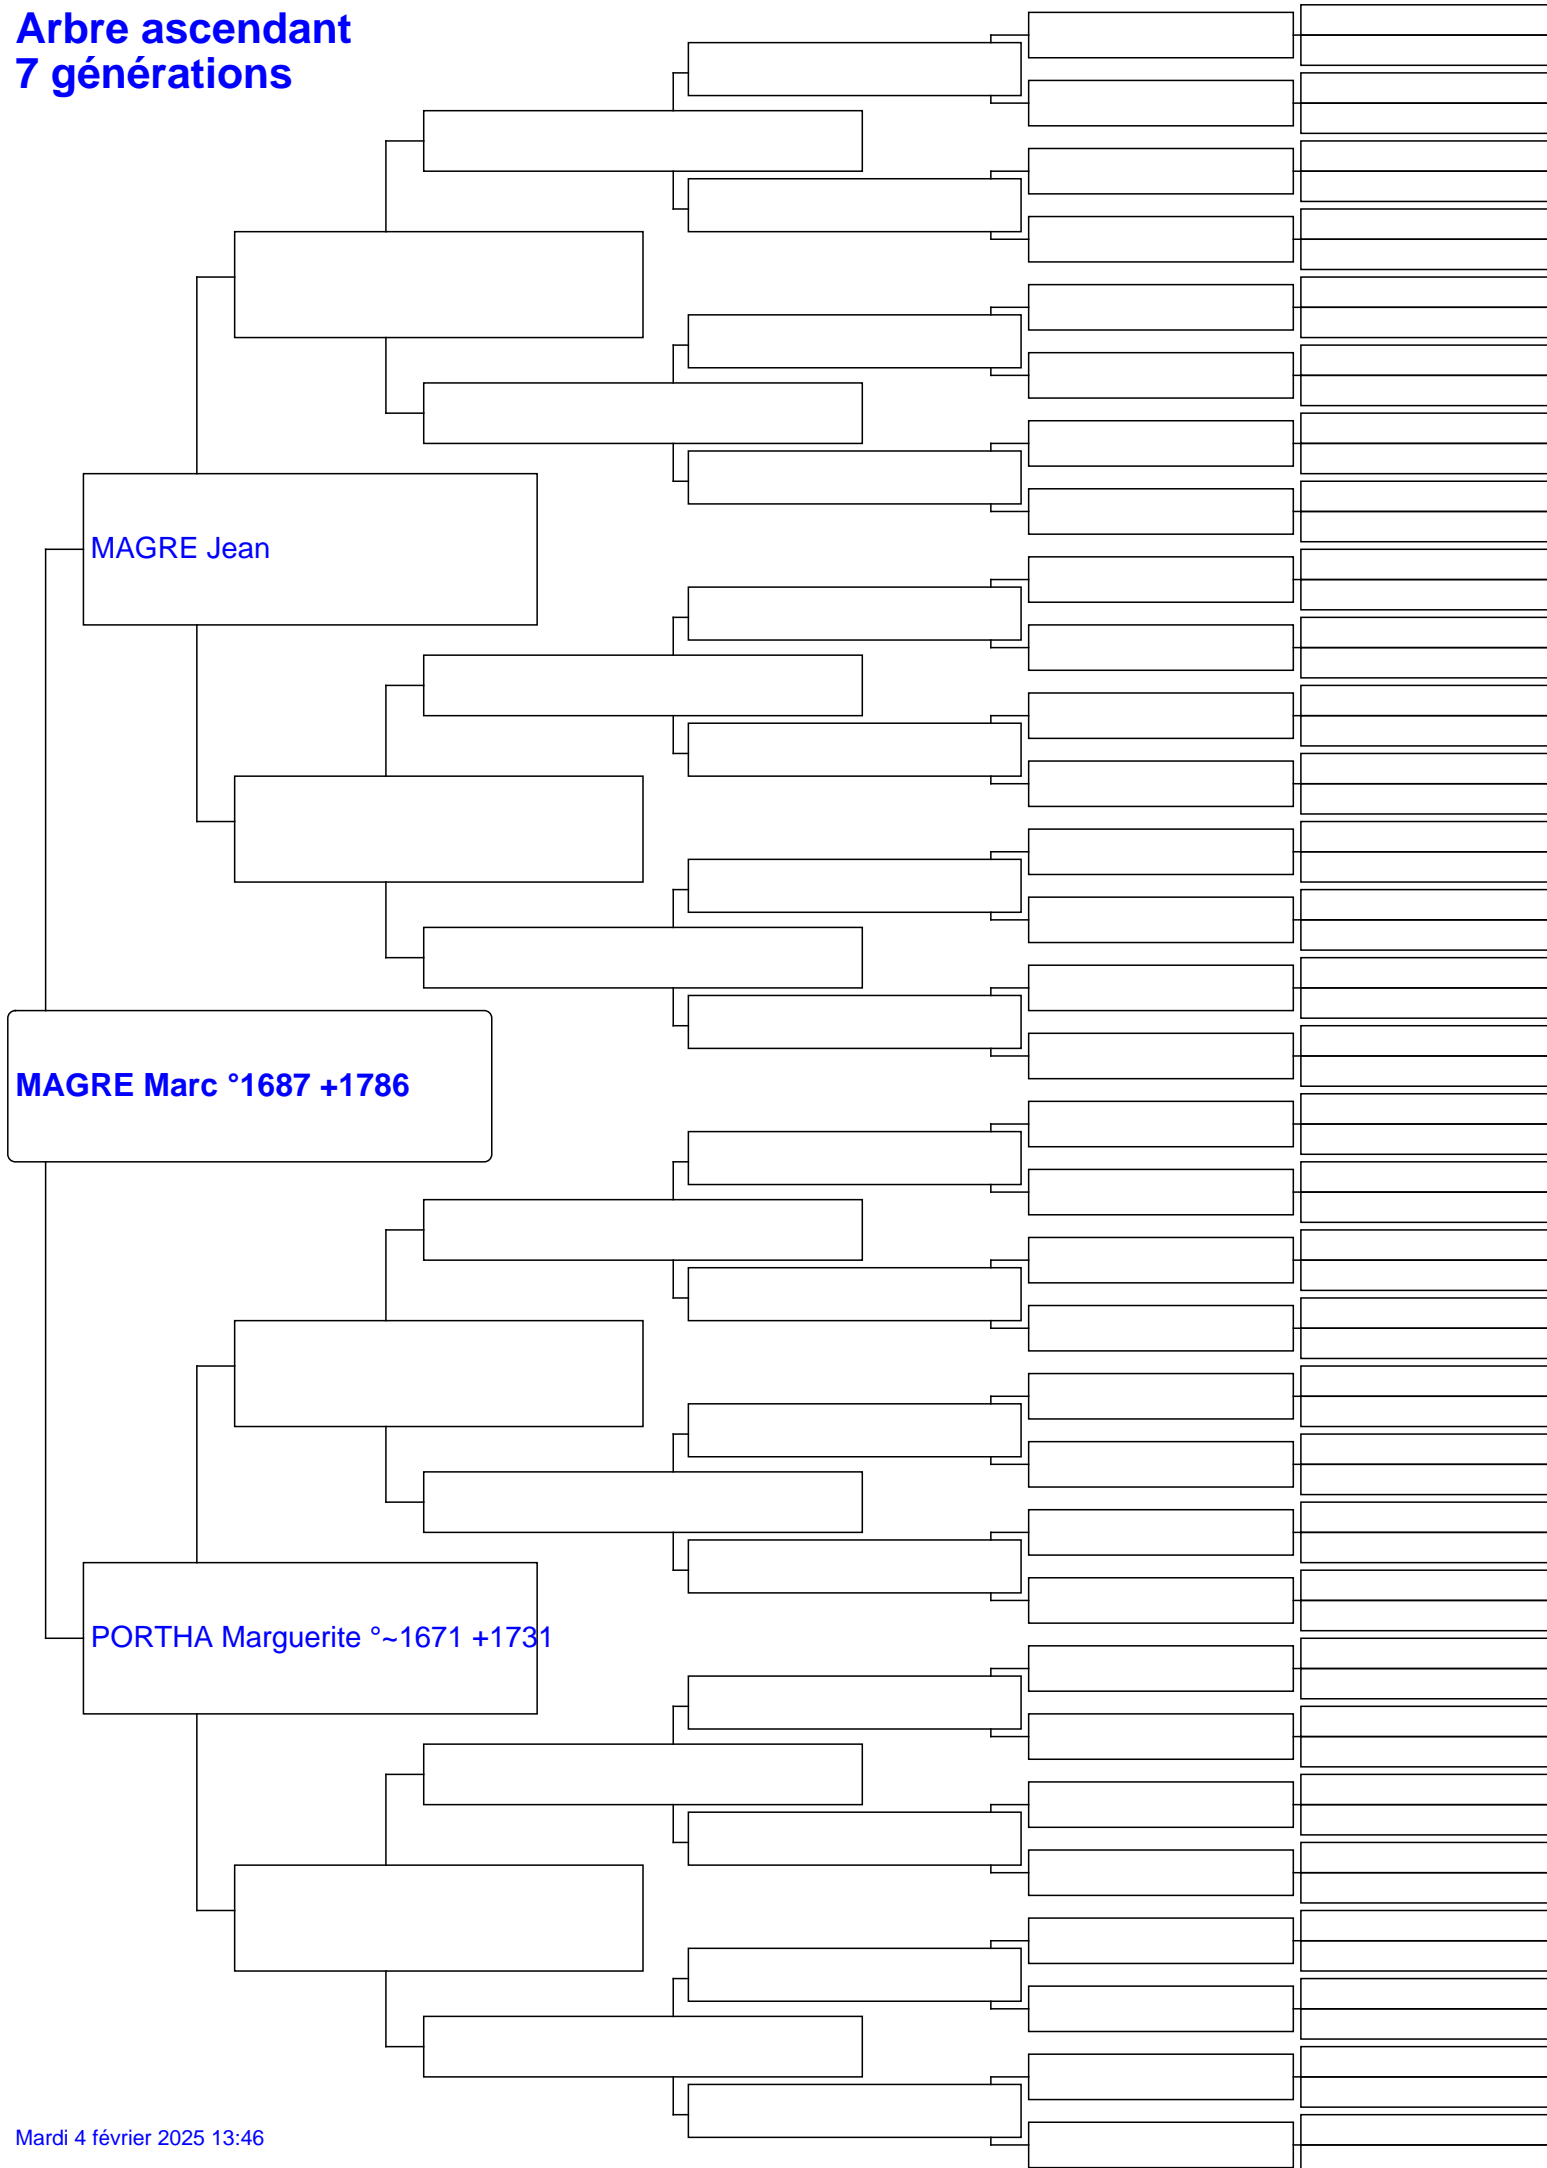 Arbre ascendant
7 générations
MAGRE Jean
MAGRE Marc °1687 +1786
PORTHA Marguerite °~1671 +1731
Mardi 4 février 2025 13:46